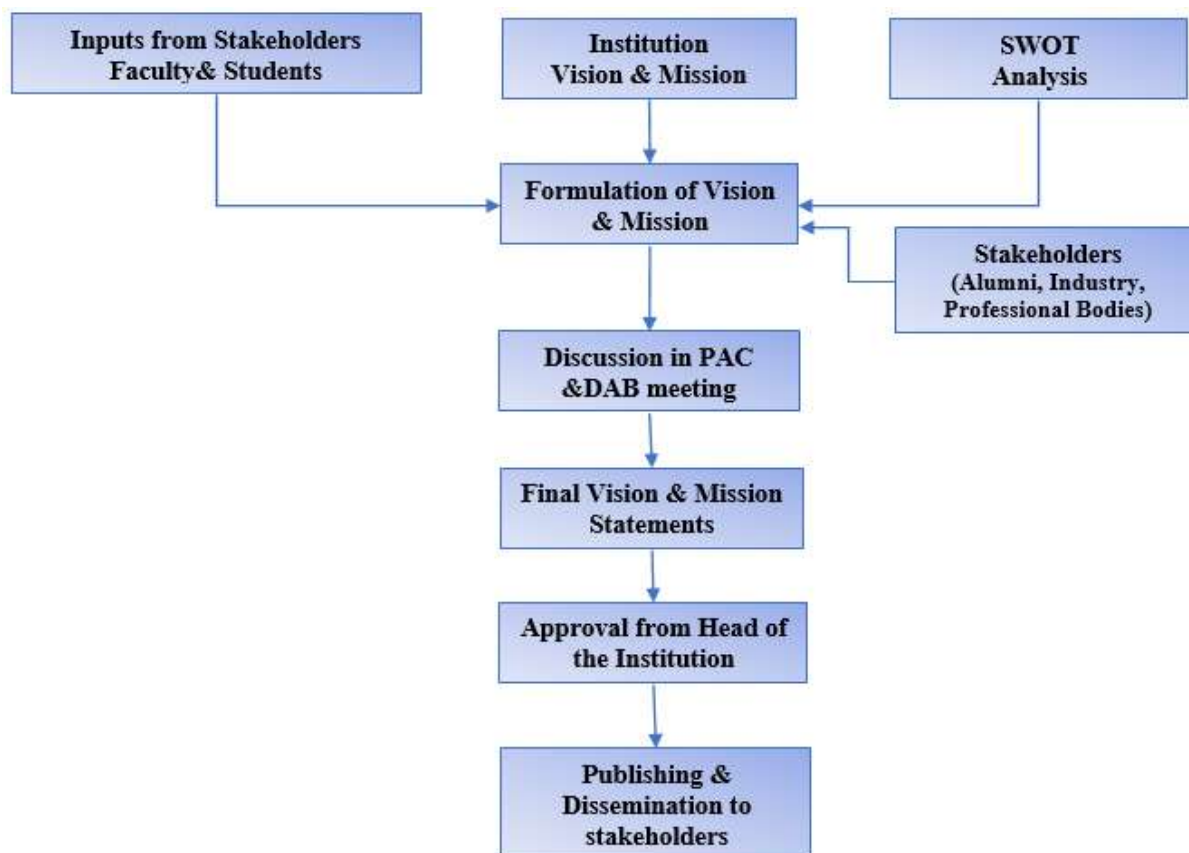 Inputs from Stakeholders
Faculty& Students
Institution
Vision & Mission
SWOT
Analysis
Formulation of Vision
& Mission
Stakeholders
(Alumni, Industry,
Professional Bodies)
Discussion in PAC
&DAB meeting
Final Vision & Mission
Statements
Approval from Head of
the Institution
Publishing &
Dissemination to
stakeholders